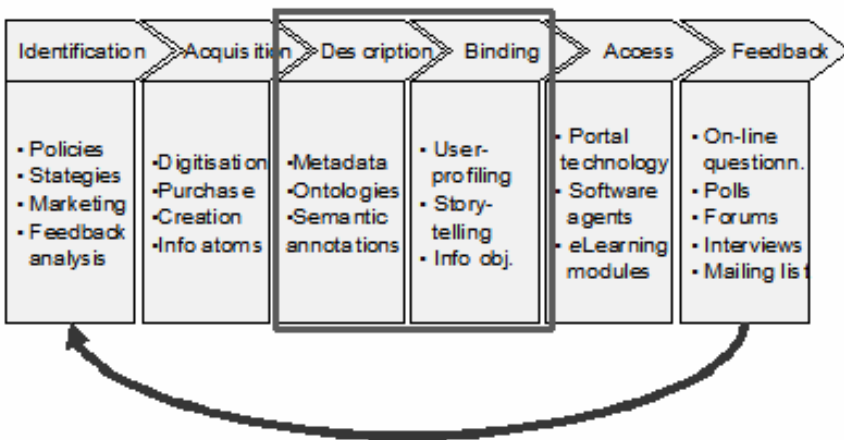 Identification
Acquisition
Des cription
Binding
Access
Feedback
▪ Policies
▪ Stategies
▪ Marketing
▪ Feedback
analysis
▪Digitisation
▪Purchase
▪Creation
▪Info atoms
▪Metadata
▪Ontologies
▪Semantic
annotations
▪ User-
profiling
▪ Story-
telling
▪ Info obj.
▪ Portal
technology
▪ Software
agents
▪ eLearning
modules
▪ On-line
questionn.
▪ Polls
▪ Forums
▪ Interviews
▪ Mailing list